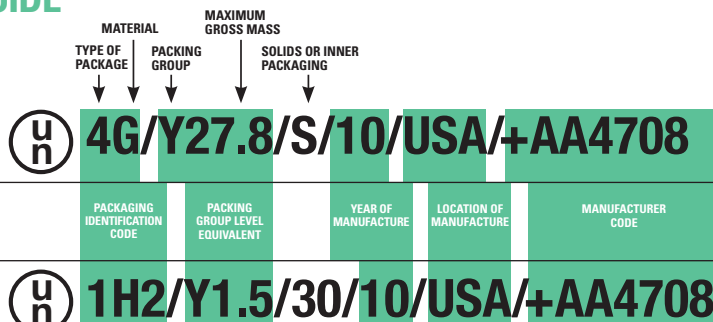 MAXIMUM
GROSS MASS
MATERIAL
TYPE OF
PACKAGE
PACKING
GROUP
SOLIDS OR INNER
PACKAGING
un 4G/Y27.8/S/10/USA/+AA4708
PACKAGING
IDENTIFICATION
CODE
PACKING
GROUP LEVEL
EQUIVALENT
YEAR OF
MANUFACTURE
LOCATION OF
MANUFACTURE
MANUFACTURER
CODE
un 1H2/Y1.5/30/10/USA/+AA4708